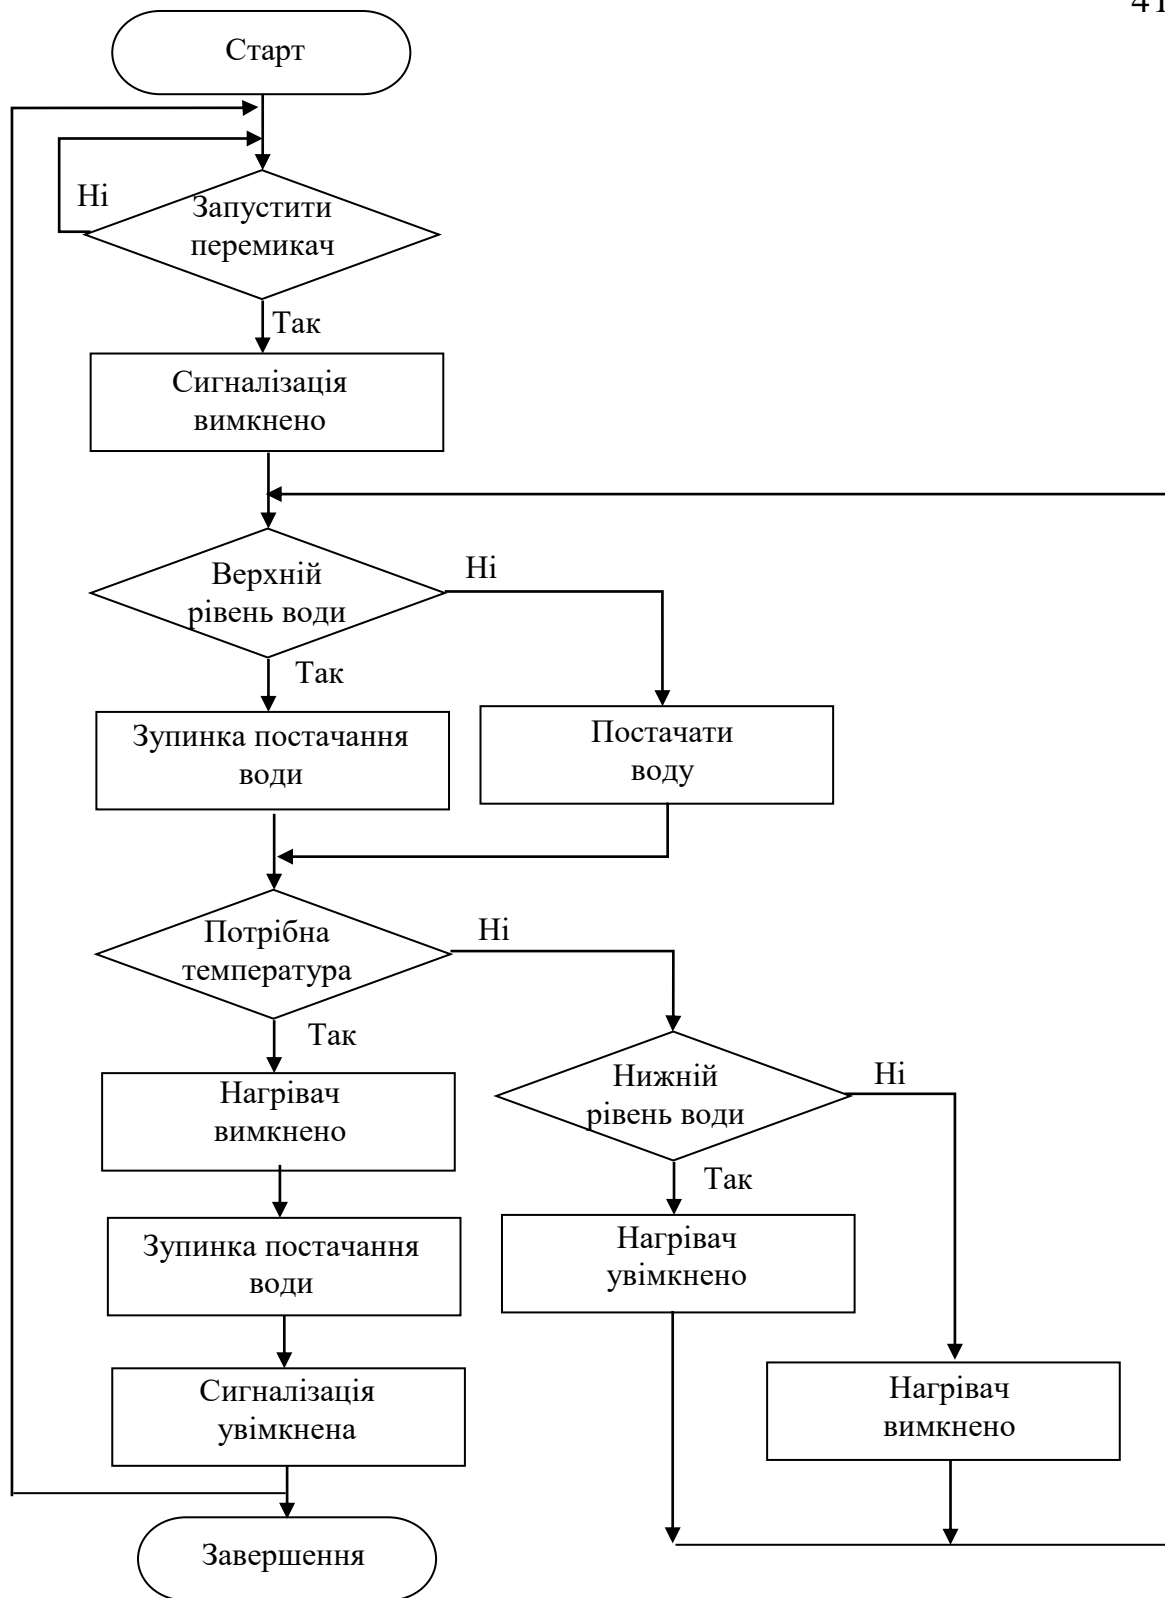 41
Старт
Ні
Запустити
перемикач
Так
Сигналізація
вимкнено
Верхній
рівень води
Ні
Так
Зупинка постачання
води
Постачати
воду
Потрібна
температура
Ні
Так
Нагрівач
вимкнено
Нижній
рівень води
Ні
Так
Зупинка постачання
води
Нагрівач
увімкнено
Сигналізація
увімкнена
Нагрівач
вимкнено
Завершення